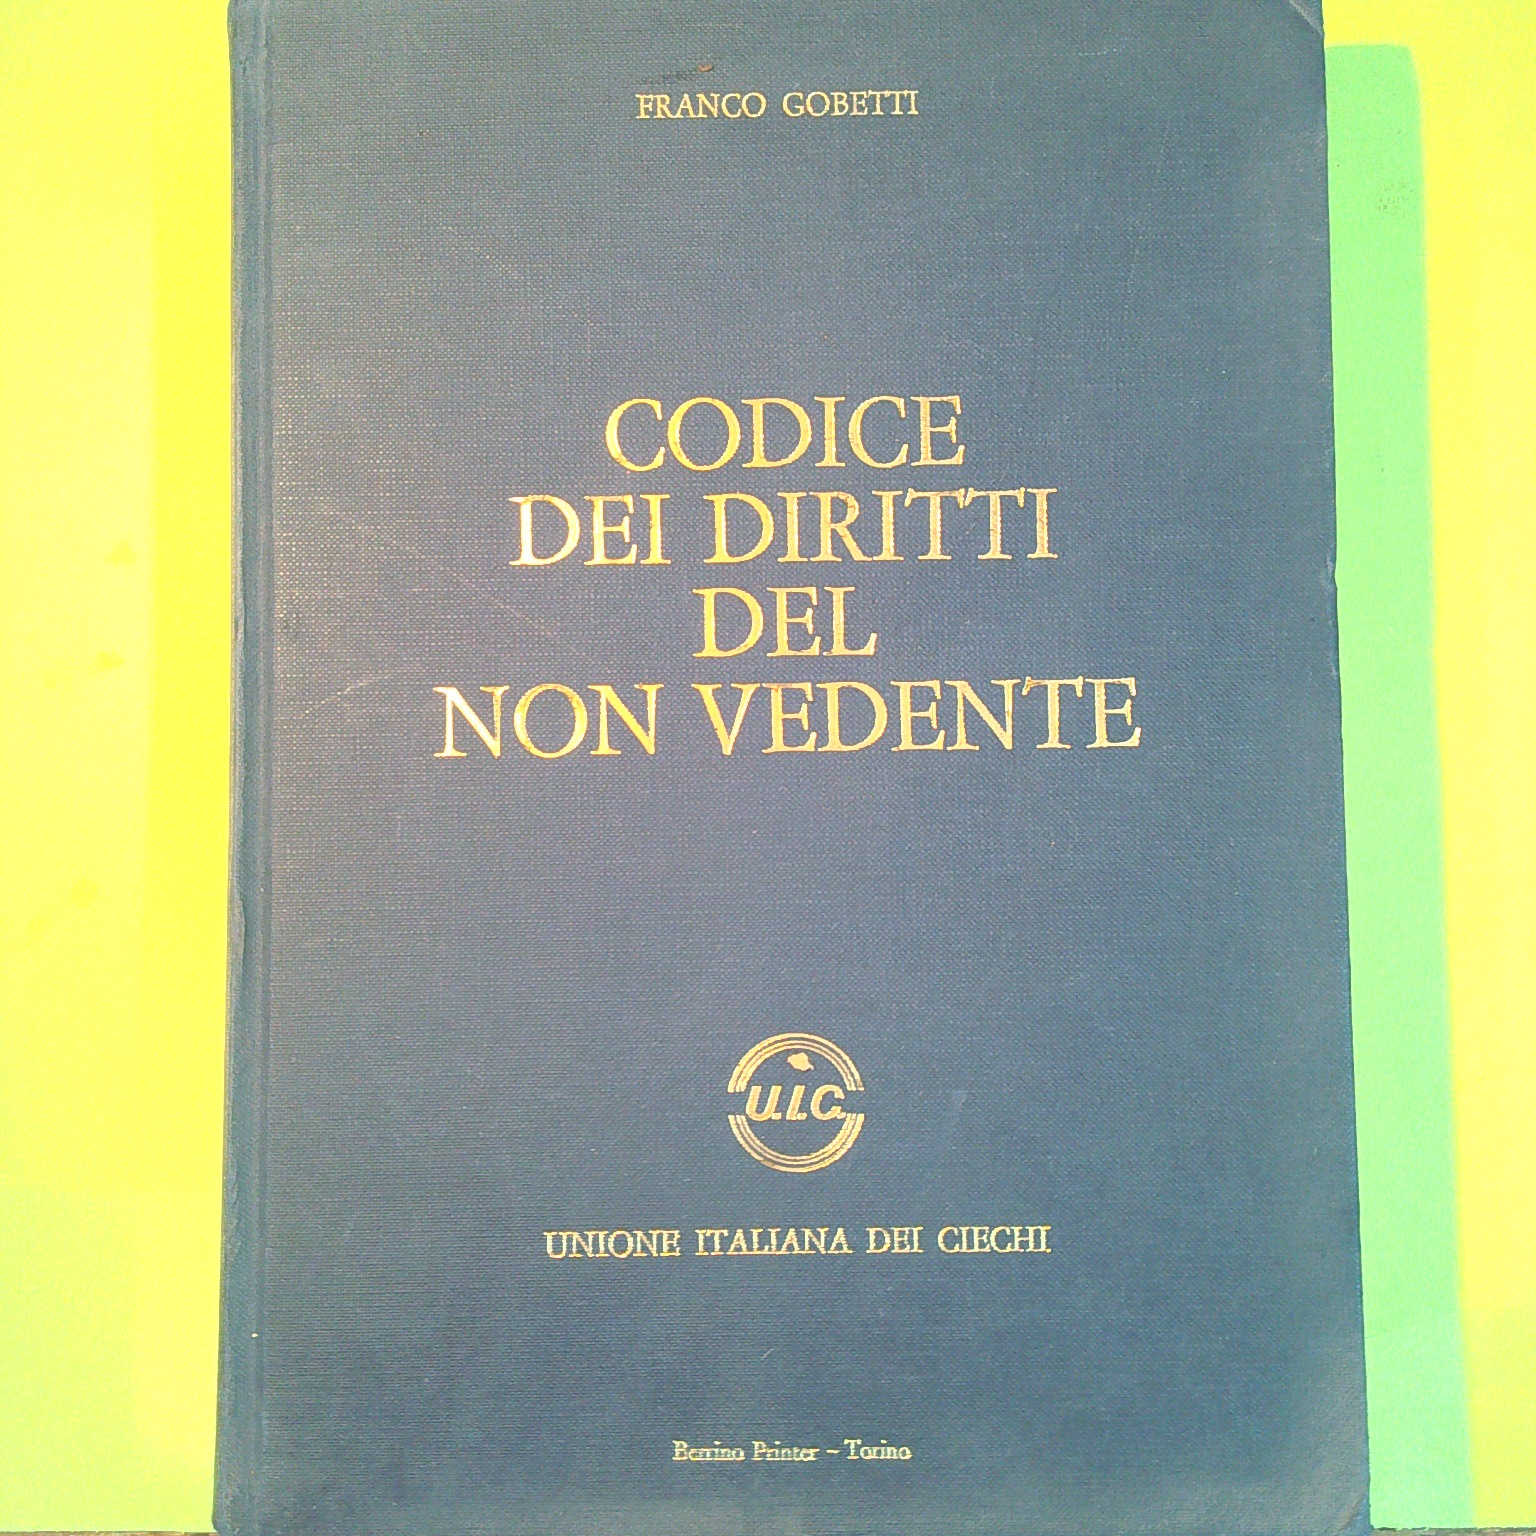 FRANCO GOBETTI
CODICE
DEI DIRITTI
DEL
NON VEDENTE
U.I.C.
UNIONE ITALIANA DEI CIECHI
Berrino Printer - Torino